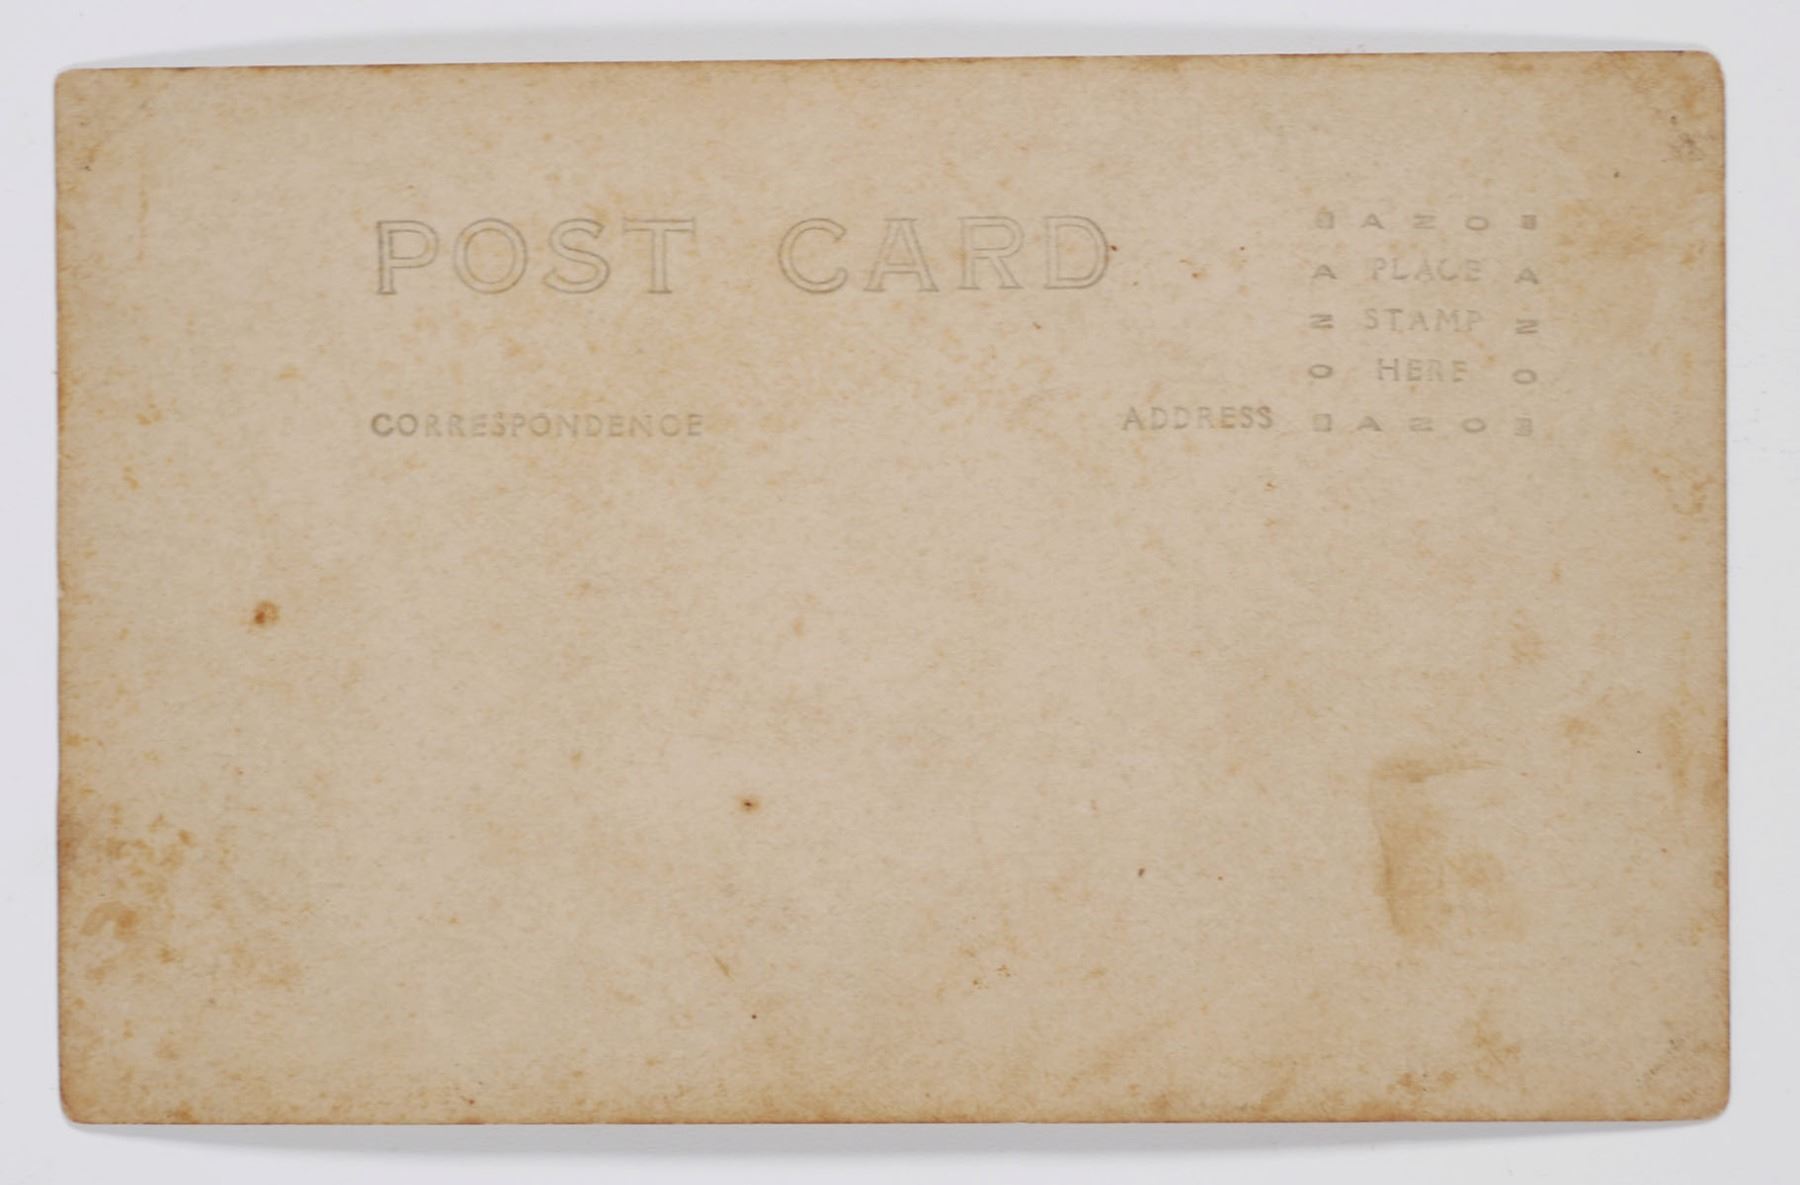 POST CARD
AZO
A PLACE A
Z STAMP Z
O HERE O
CORRESPONDENCE
ADDRESS
AZO